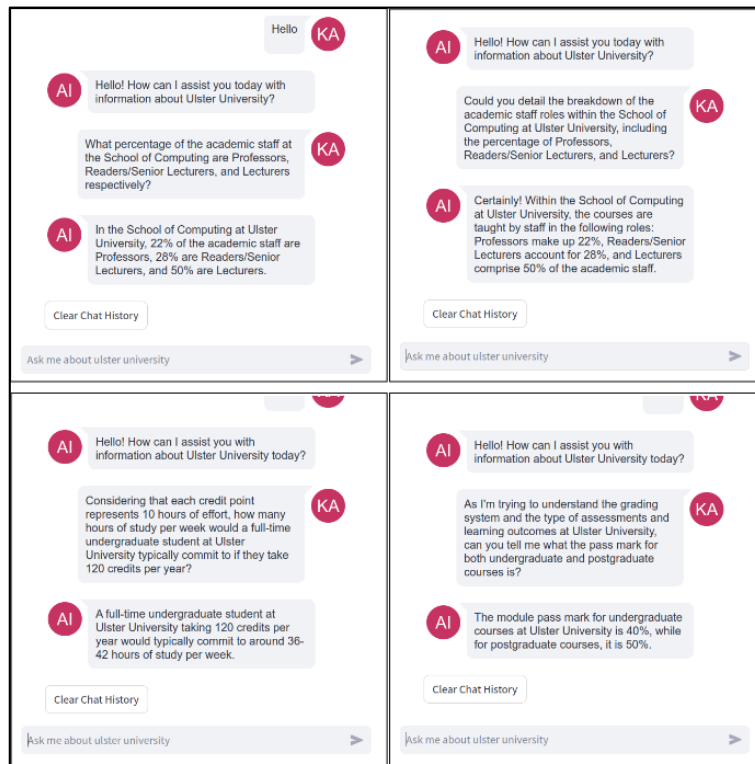 Hello
KA
AI
Hello! How can I assist you today with
information about Ulster University?
What percentage of the academic staff at
the School of Computing are Professors,
Readers/Senior Lecturers, and Lecturers
respectively?
KA
AI
In the School of Computing at Ulster
University, 22% of the academic staff are
Professors, 28% are Readers/Senior
Lecturers, and 50% are Lecturers.
Clear Chat History
Ask me about ulster university
AI
Hello! How can I assist you today with
information about Ulster University?
Could you detail the breakdown of the
academic staff roles within the School of
Computing at Ulster University, including
the percentage of Professors,
Readers/Senior Lecturers, and Lecturers?
KA
AI
Certainly! Within the School of Computing
at Ulster University, the courses are
taught by staff in the following roles:
Professors make up 22%, Readers/Senior
Lecturers account for 28%, and Lecturers
comprise 50% of the academic staff.
Clear Chat History
Ask me about ulster university
KA
AI
Hello! How can I assist you with
information about Ulster University today?
Considering that each credit point
represents 10 hours of effort, how many
hours of study per week would a full-time
undergraduate student at Ulster
University typically commit to if they take
120 credits per year?
KA
AI
A full-time undergraduate student at
Ulster University taking 120 credits per
year would typically commit to around 36-
42 hours of study per week.
Clear Chat History
Ask me about ulster university
KA
AI
Hello! How can I assist you with
information about Ulster University today?
As I'm trying to understand the grading
system and the type of assessments and
learning outcomes at Ulster University,
can you tell me what the pass mark for
both undergraduate and postgraduate
courses is?
KA
AI
The module pass mark for undergraduate
courses at Ulster University is 40%, while
for postgraduate courses, it is 50%.
Clear Chat History
Ask me about ulster university